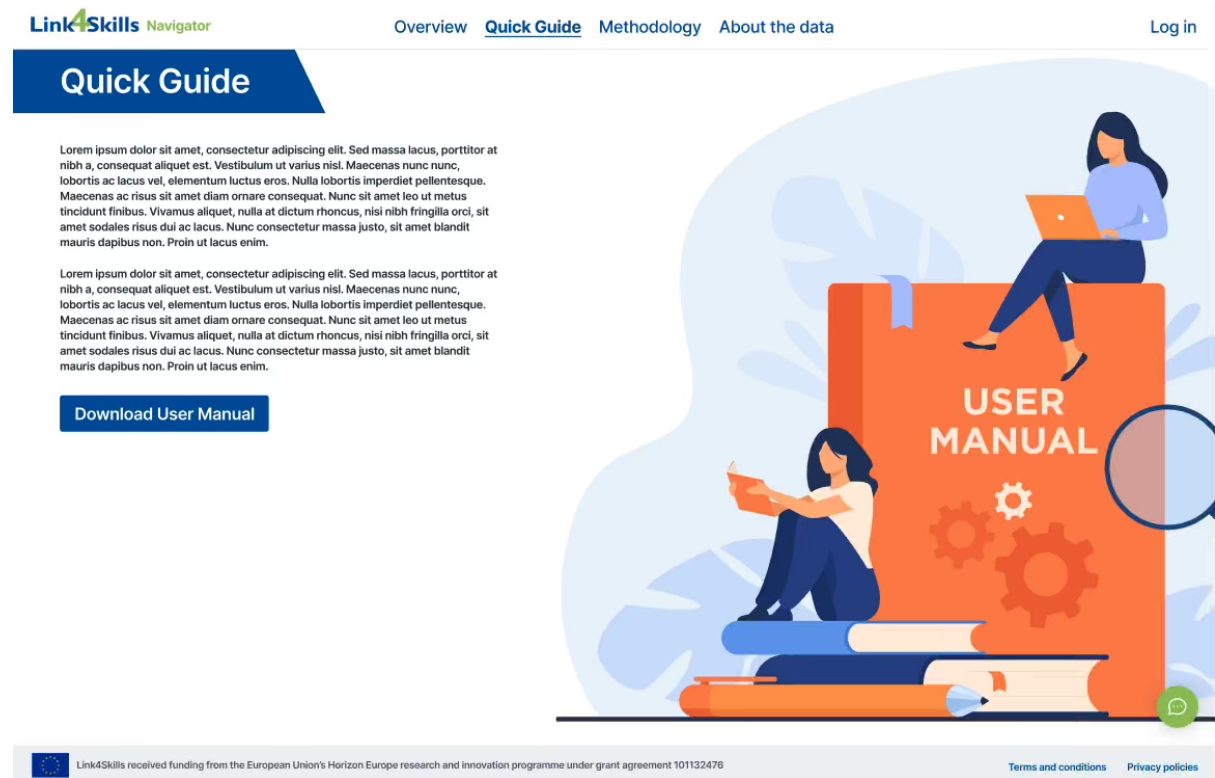 Link4Skills Navigator
Overview Quick Guide Methodology About the data
Log in
Quick Guide
Lorem ipsum dolor sit amet, consectetur adipiscing elit. Sed massa lacus, porttitor at
nibh a, consequat aliquet est. Vestibulum ut varius nisl. Maecenas nunc nunc,
lobortis ac lacus vel, elementum luctus eros. Nulla lobortis imperdiet pellentesque.
Maecenas ac risus sit amet diam ornare consequat. Nunc sit amet leo ut metus
tincidunt finibus. Vivamus aliquet, nulla at dictum rhoncus, nisi nibh fringilla orci, sit
amet sodales risus dui ac lacus. Nunc consectetur massa justo, sit amet blandit
mauris dapibus non. Proin ut lacus enim.
Lorem ipsum dolor sit amet, consectetur adipiscing elit. Sed massa lacus, porttitor at
nibh a, consequat aliquet est. Vestibulum ut varius nisl. Maecenas nunc nunc,
lobortis ac lacus vel, elementum luctus eros. Nulla lobortis imperdiet pellentesque.
Maecenas ac risus sit amet diam ornare consequat. Nunc sit amet leo ut metus
tincidunt finibus. Vivamus aliquet, nulla at dictum rhoncus, nisi nibh fringilla orci, sit
amet sodales risus dui ac lacus. Nunc consectetur massa justo, sit amet blandit
mauris dapibus non. Proin ut lacus enim.
Download User Manual
USER
MANUAL
Link4Skills received funding from the European Union's Horizon Europe research and innovation programme under grant agreement 101132476
Terms and conditions Privacy policies